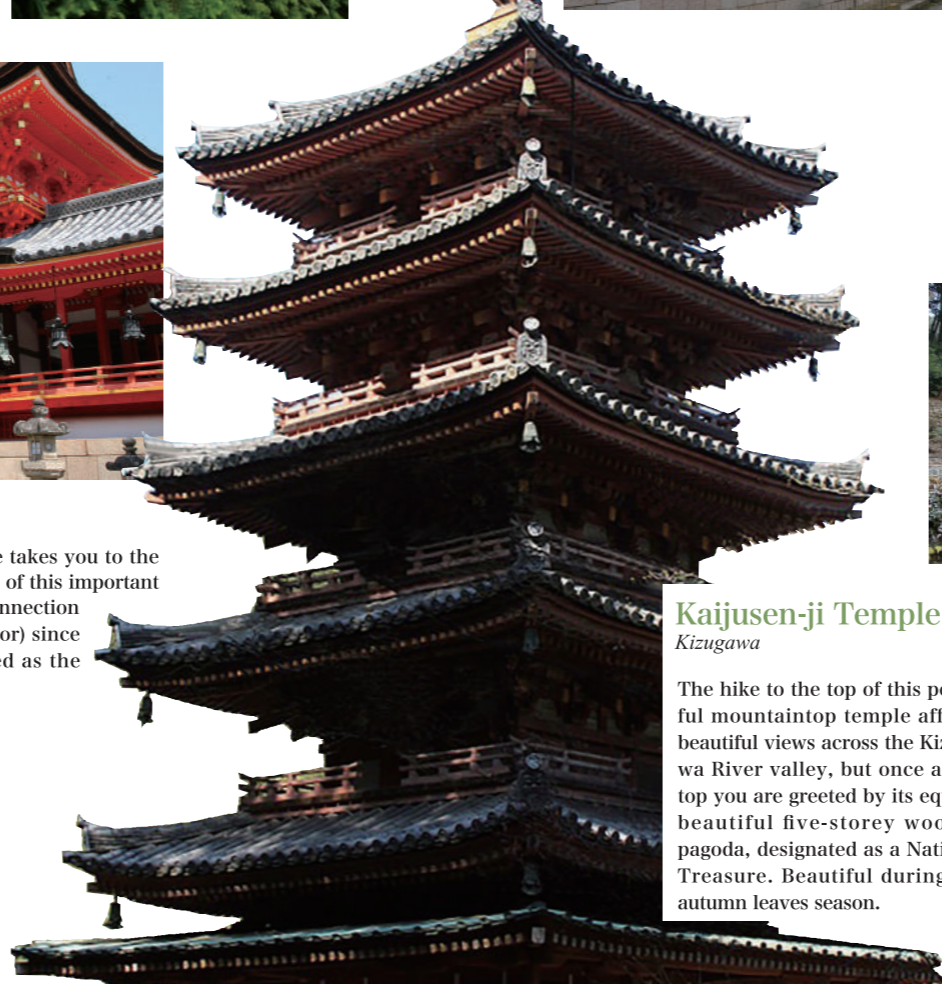 e takes you to the
of this important
nnection
or) since
ed as the
Kaijusen-ji Temple
Kizugawa
The hike to the top of this pe
ful mountaintop temple aff
beautiful views across the Kiz
wa River valley, but once a
top you are greeted by its eq
beautiful five-storey woo
pagoda, designated as a Nati
Treasure. Beautiful during
autumn leaves season.